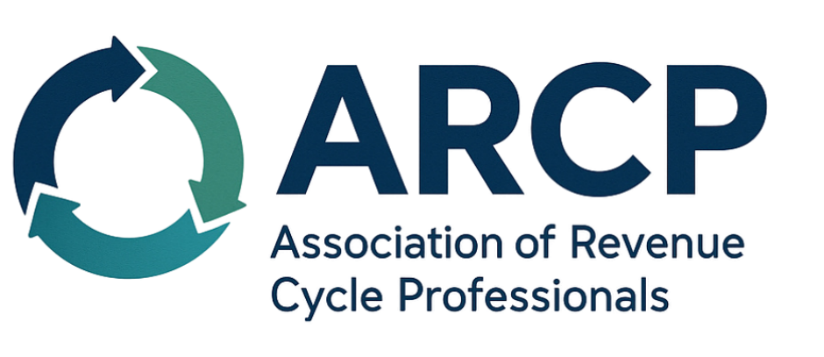 ARCP
Association of Revenue
Cycle Professionals